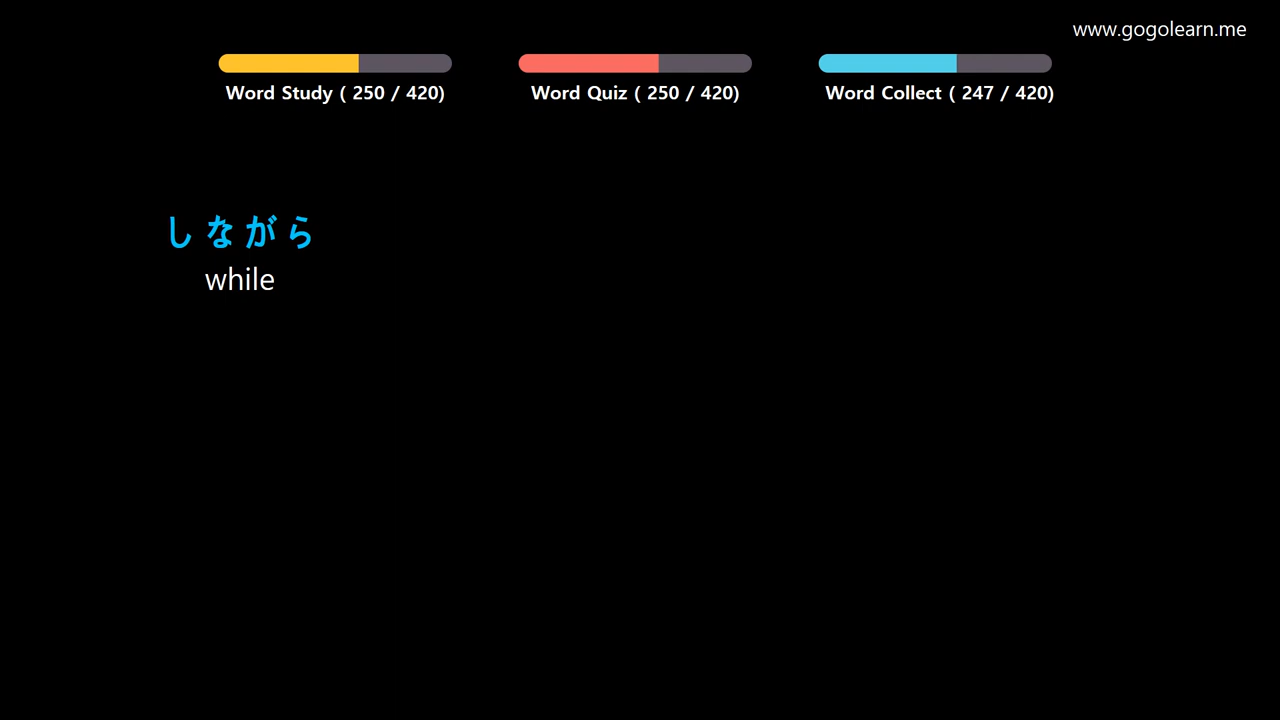 www.gogolearn.me
Word Study ( 250 / 420)
Word Quiz ( 250 / 420)
Word Collect ( 247 / 420)
しながら
while